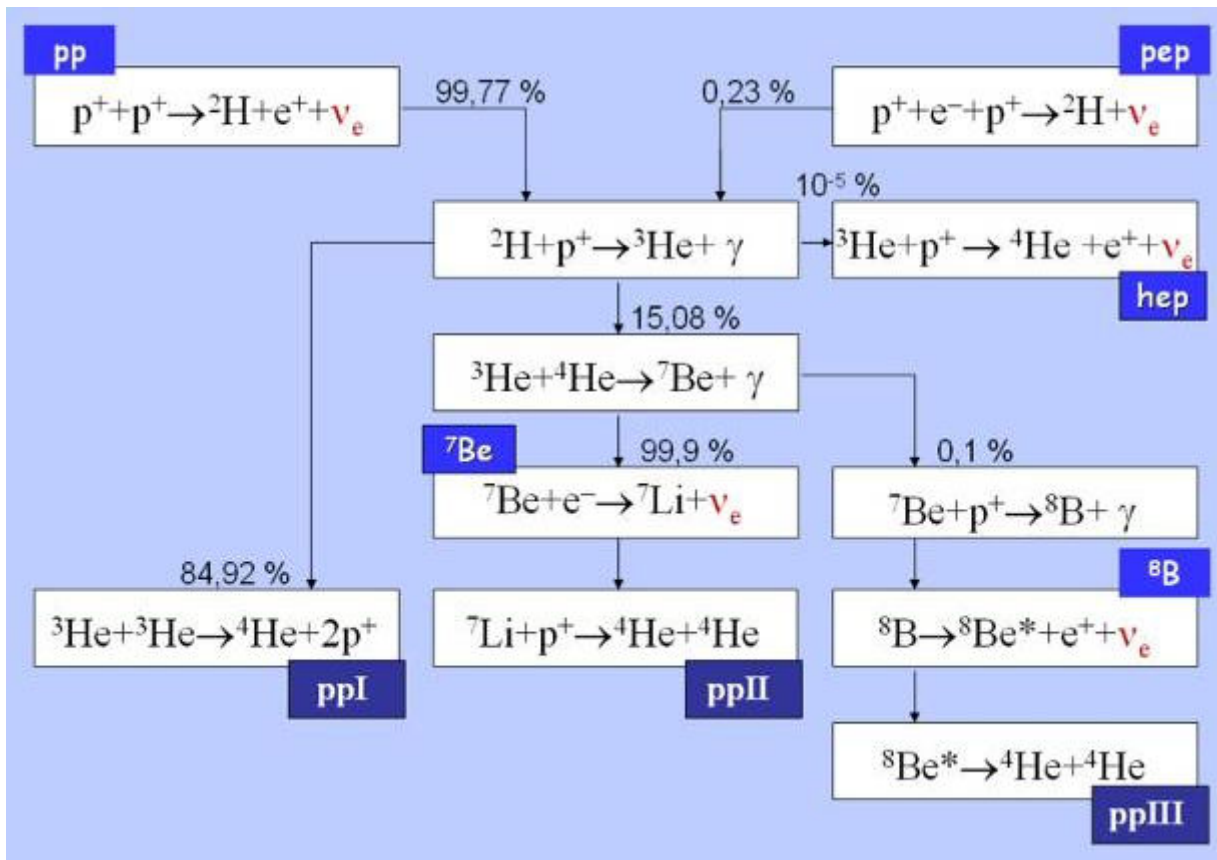 pp
pep
99,77 %
0,23 %
p⁺+p⁺→²H+e⁺+νₑ
p⁺+e⁻+p⁺→²H+νₑ
10⁻⁵ %
²H+p⁺→³He+ γ
³He+p⁺→ ⁴He +e⁺+νₑ
hep
15,08 %
³He+⁴He→⁷Be+ γ
⁷Be
99,9 %
0,1 %
⁷Be+e⁻→⁷Li+νₑ
⁷Be+p⁺→⁸B+ γ
⁸B
84,92 %
³He+³He→⁴He+2p⁺
⁷Li+p⁺→⁴He+⁴He
⁸B→⁸Be*+e⁺+νₑ
ppI
ppII
⁸Be*→⁴He+⁴He
ppIII